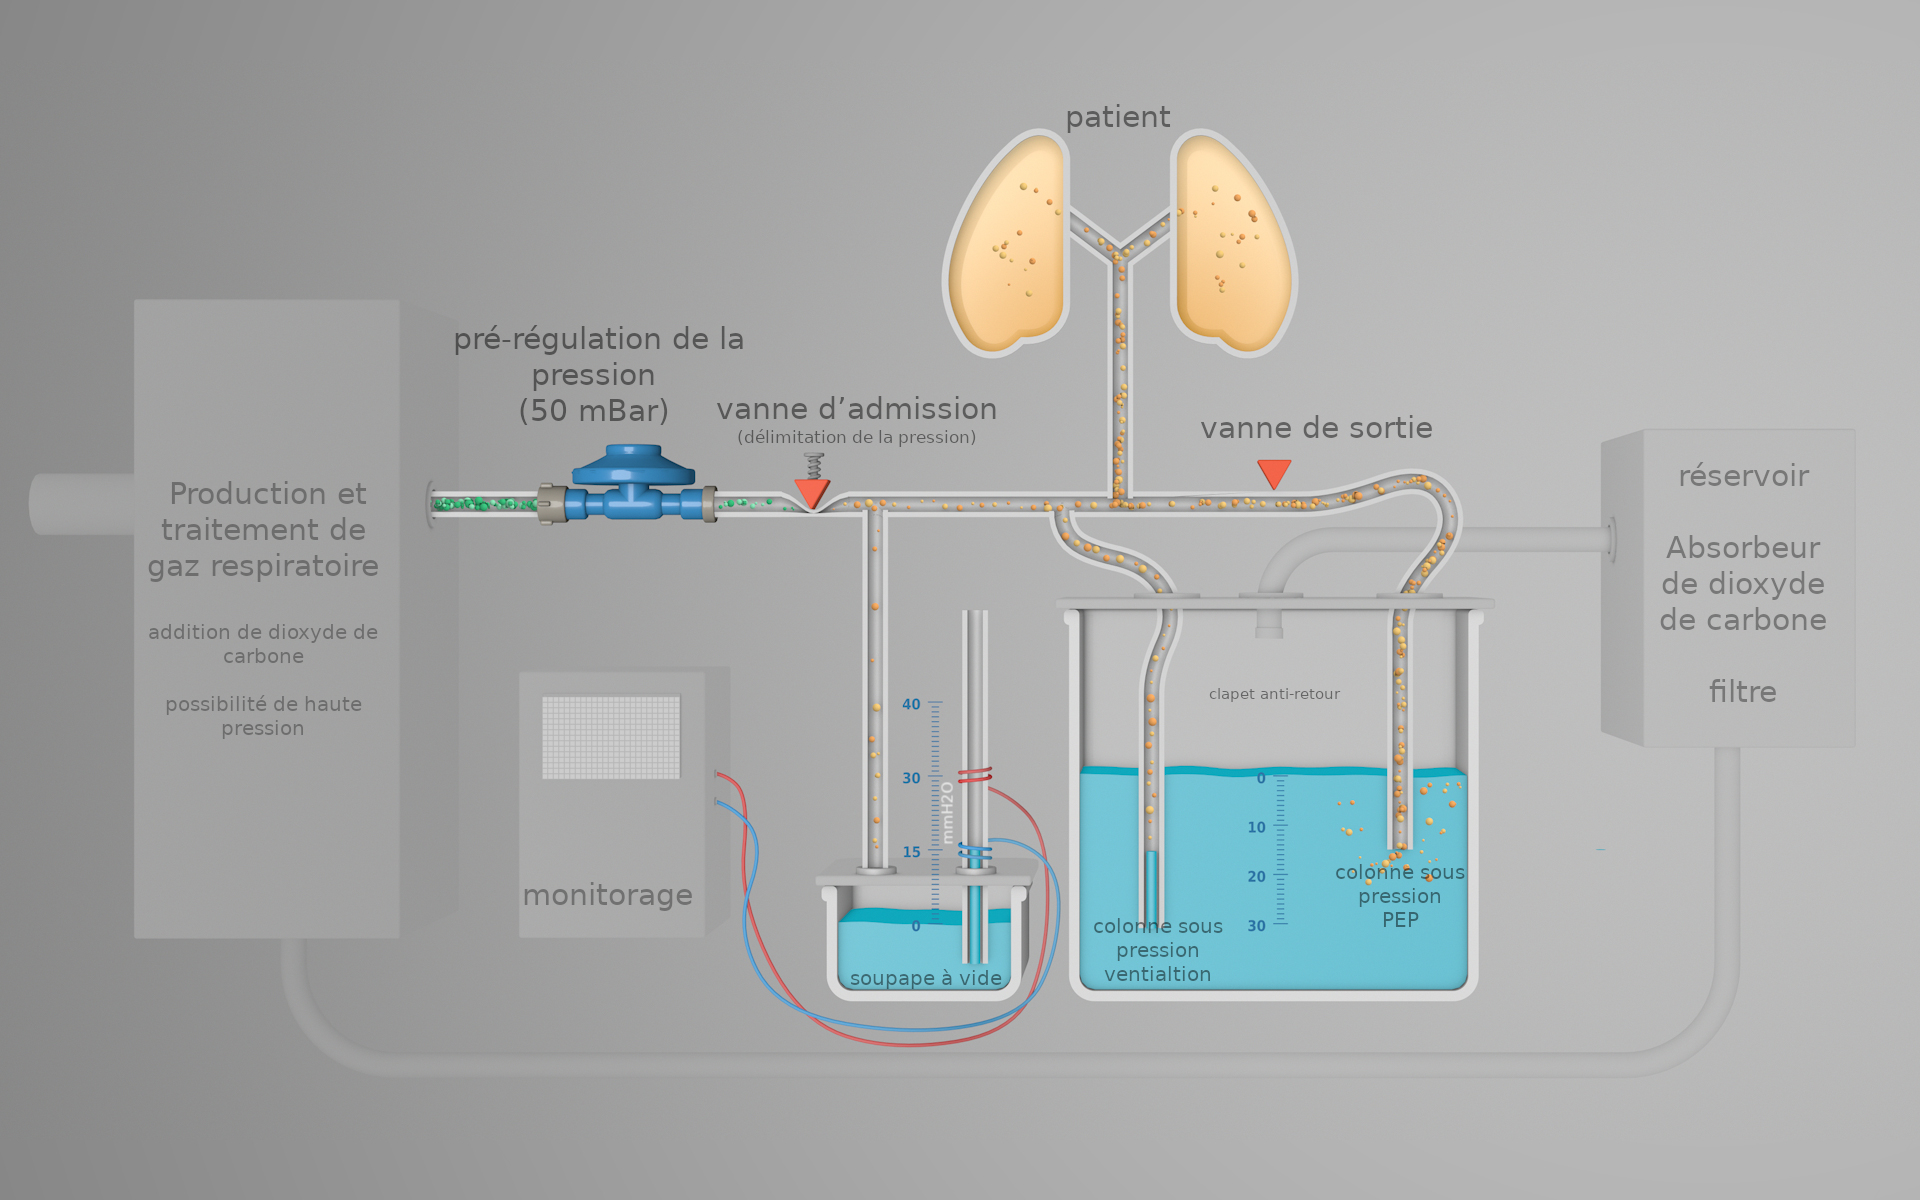 patient
pré-régulation de la
pression
(50 mBar)
vanne d’admission
(délimitation de la pression)
vanne de sortie
Production et
traitement de
gaz respiratoire
addition de dioxyde de
carbone
possibilité de haute
pression
réservoir
Absorbeur
de dioxyde
de carbone
filtre
monitorage
40
30
15
0
mmH2O
soupape à vide
clapet anti-retour
0
10
20
30
colonne sous
pression
ventialtion
colonne sous
pression
PEP